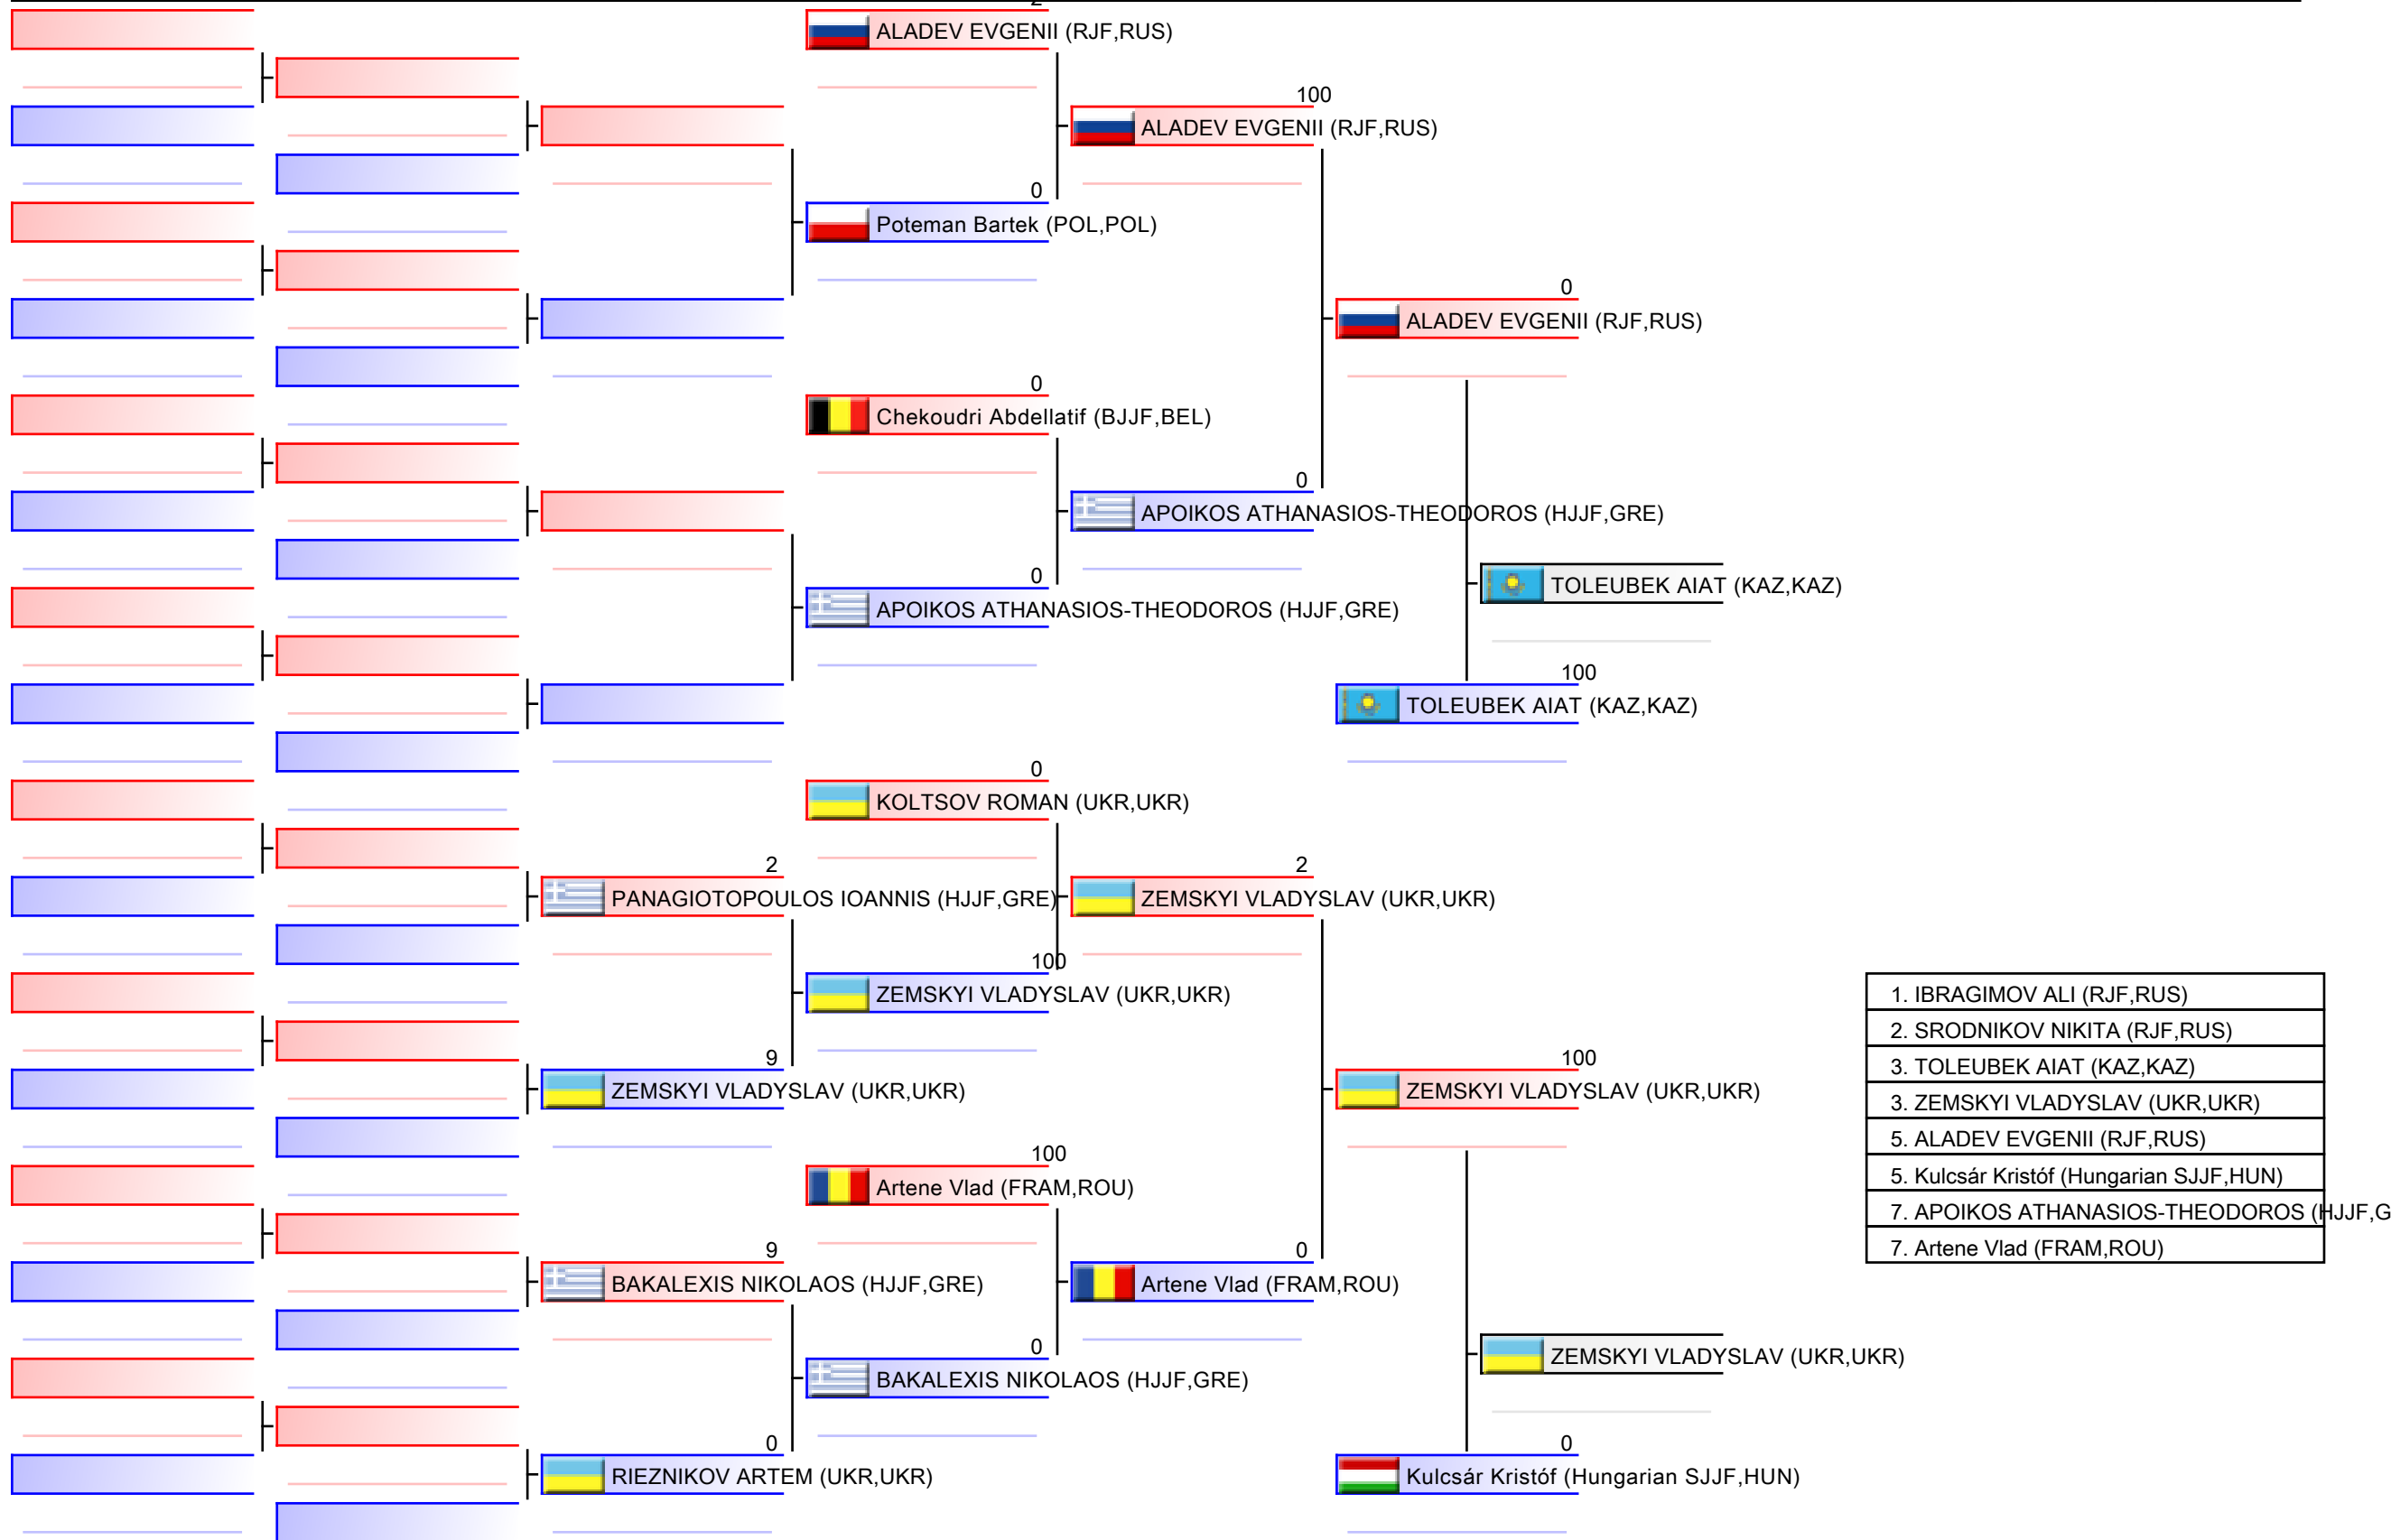 2
ALADEV EVGENII (RJF,RUS)
100
ALADEV EVGENII (RJF,RUS)
0
Poteman Bartek (POL,POL)
0
ALADEV EVGENII (RJF,RUS)
0
Chekoudri Abdellatif (BJJF,BEL)
0
APOIKOS ATHANASIOS-THEODOROS (HJJF,GRE)
0
APOIKOS ATHANASIOS-THEODOROS (HJJF,GRE)
TOLEUBEK AIAT (KAZ,KAZ)
100
TOLEUBEK AIAT (KAZ,KAZ)
0
KOLTSOV ROMAN (UKR,UKR)
2
PANAGIOTOPOULOS IOANNIS (HJJF,GRE)
2
ZEMSKYI VLADYSLAV (UKR,UKR)
100
ZEMSKYI VLADYSLAV (UKR,UKR)
9
ZEMSKYI VLADYSLAV (UKR,UKR)
100
ZEMSKYI VLADYSLAV (UKR,UKR)
100
Artene Vlad (FRAM,ROU)
9
BAKALEXIS NIKOLAOS (HJJF,GRE)
0
Artene Vlad (FRAM,ROU)
0
BAKALEXIS NIKOLAOS (HJJF,GRE)
ZEMSKYI VLADYSLAV (UKR,UKR)
0
RIEZNIKOV ARTEM (UKR,UKR)
0
Kulcsár Kristóf (Hungarian SJJF,HUN)
1. IBRAGIMOV ALI (RJF,RUS)
2. SRODNIKOV NIKITA (RJF,RUS)
3. TOLEUBEK AIAT (KAZ,KAZ)
3. ZEMSKYI VLADYSLAV (UKR,UKR)
5. ALADEV EVGENII (RJF,RUS)
5. Kulcsár Kristóf (Hungarian SJJF,HUN)
7. APOIKOS ATHANASIOS-THEODOROS (HJJF,G
7. Artene Vlad (FRAM,ROU)